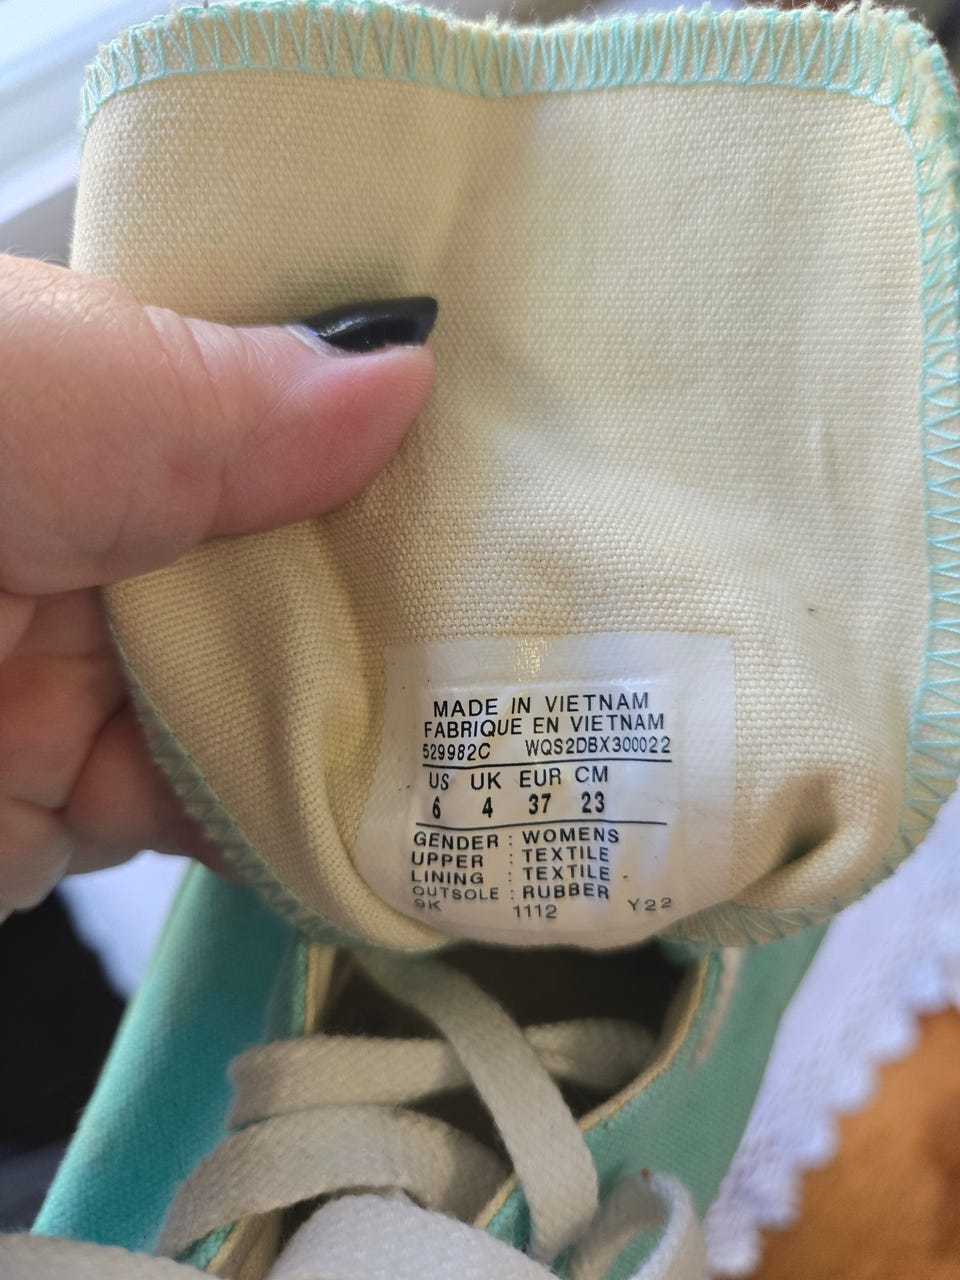 MADE IN VIETNAM
FABRIQUE EN VIETNAM
529982C WQS2DBX300022
US UK EUR CM
6 4 37 23
GENDER : WOMENS
UPPER : TEXTILE
LINING : TEXTILE
OUTSOLE : RUBBER
9K 1112 Y22